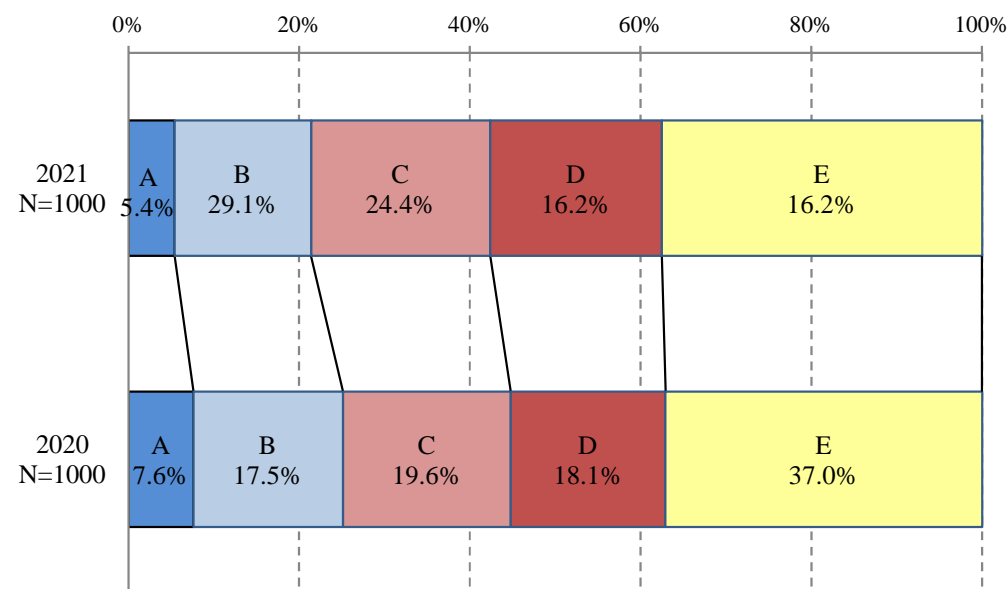 0% 20% 40% 60% 80% 100%
2021
N=1000
A
5.4%
B
29.1%
C
24.4%
D
16.2%
E
16.2%
2020
N=1000
A
7.6%
B
17.5%
C
19.6%
D
18.1%
E
37.0%